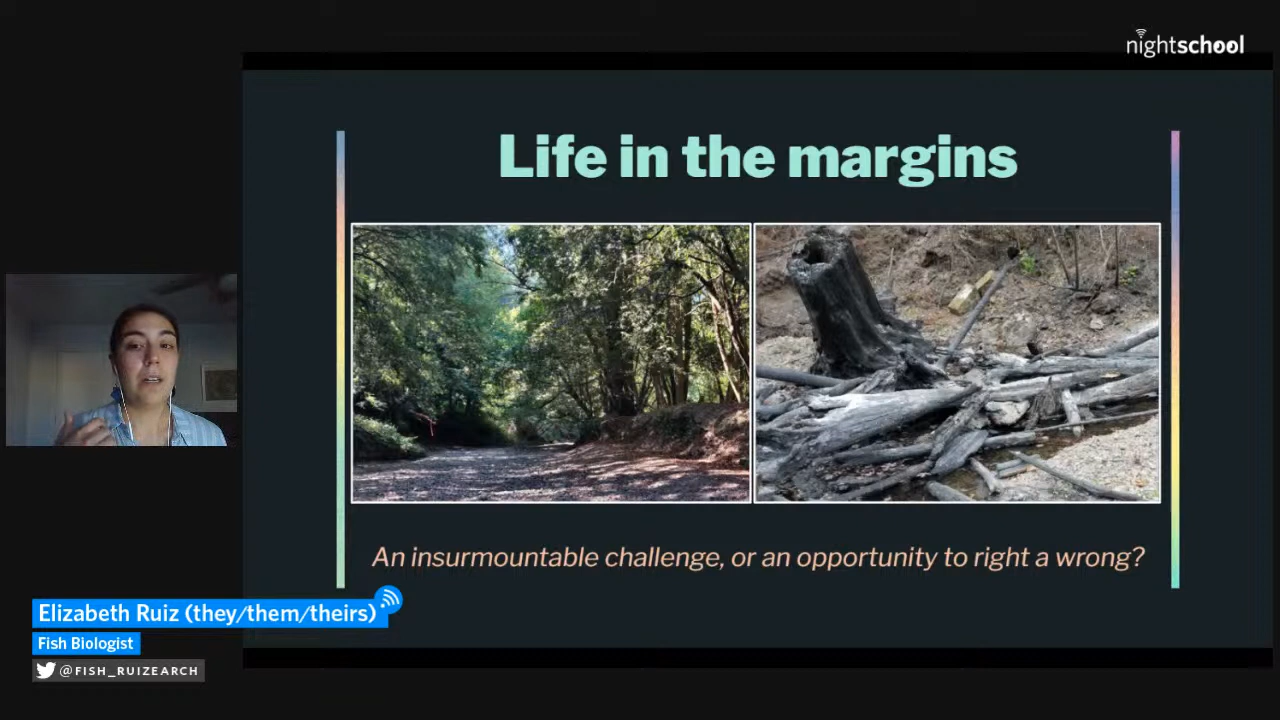 nightschool
Life in the margins
An insurmountable challenge, or an opportunity to right a wrong?
Elizabeth Ruiz (they/them/theirs)
Fish Biologist
@FISH_RUIZEARCH